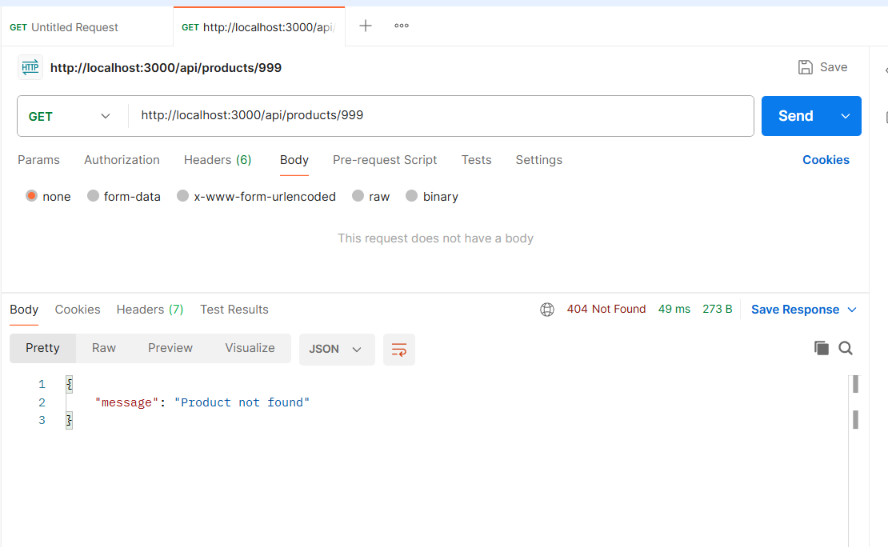 GET Untitled Request GET http://localhost:3000/api/
HTTP http://localhost:3000/api/products/999 Save
GET http://localhost:3000/api/products/999 Send
Params Authorization Headers (6) Body Pre-request Script Tests Settings Cookies
none form-data x-www-form-urlencoded raw binary
This request does not have a body
Body Cookies Headers (7) Test Results 404 Not Found 49 ms 273 B Save Response
Pretty Raw Preview Visualize JSON
1 {
2 "message": "Product not found"
3 }